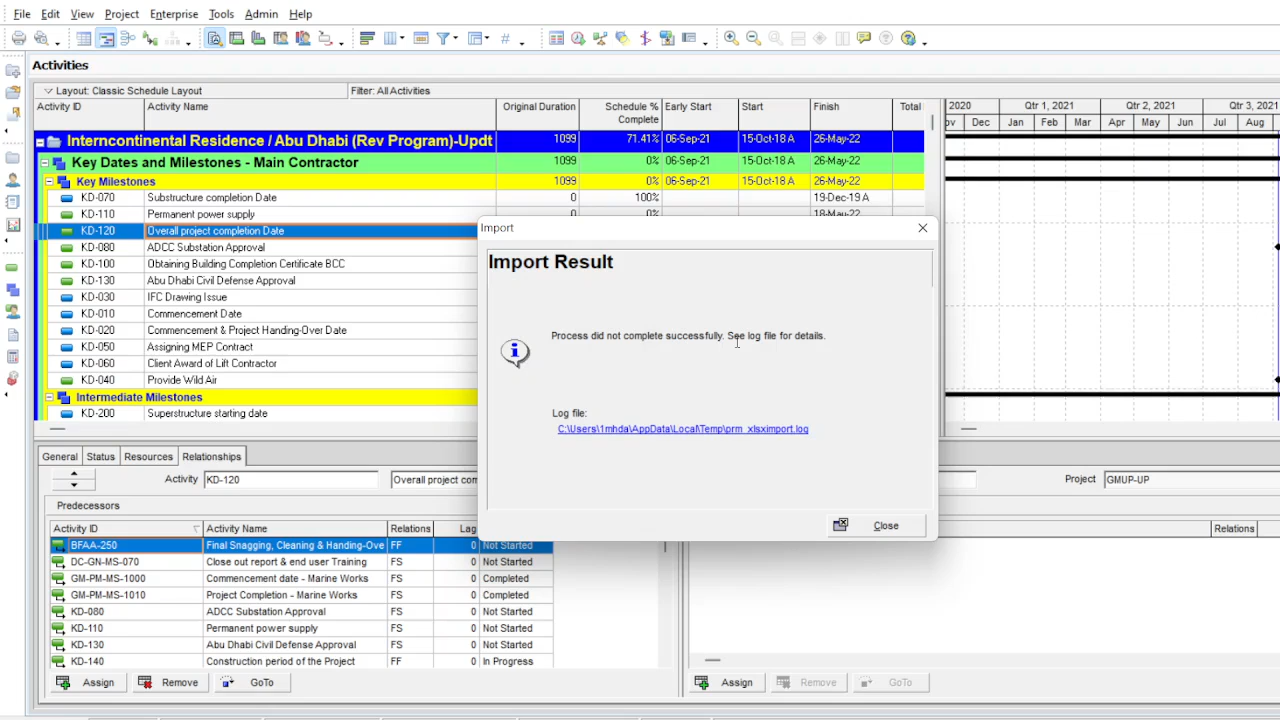 File Edit View Project Enterprise Tools Admin Help
Activities
Layout: Classic Schedule Layout Filter: All Activities
Activity ID Activity Name Original Duration Schedule % Complete Early Start Start Finish Total
2020 Qtr 1, 2021 Qtr 2, 2021 Qtr 3, 202
ov Dec Jan Feb Mar Apr May Jun Jul Aug
Interncontinental Residence / Abu Dhabi (Rev Program)-Updt 1099 71.41% 06-Sep-21 15-Oct-18 A 26-May-22
Key Dates and Milestones - Main Contractor 1099 0% 06-Sep-21 15-Oct-18 A 26-May-22
Key Milestones 1099 0% 06-Sep-21 15-Oct-18 A 26-May-22
KD-070 Substructure completion Date 0 100% 19-Dec-19 A
KD-110 Permanent power supply 0 0% 18-May-22
KD-120 Overall project completion Date
KD-080 ADCC Substation Approval
KD-100 Obtaining Building Completion Certificate BCC
KD-130 Abu Dhabi Civil Defense Approval
KD-030 IFC Drawing Issue
KD-010 Commencement Date
KD-020 Commencement & Project Handing-Over Date
KD-050 Assigning MEP Contract
KD-060 Client Award of Lift Contractor
KD-040 Provide Wild Air
Intermediate Milestones
KD-200 Superstructure starting date
Import
Import Result
Process did not complete successfully. See log file for details.
Log file:
C:\Users\1mhda\AppData\Local\Temp\prm_xlsximport.log
Close
General Status Resources Relationships
Activity KD-120 Overall project com Project GMUP-UP
Predecessors
Activity ID Activity Name Relations Lag Relations
BFAA-250 Final Snagging, Cleaning & Handing-Ove FF 0 Not Started
DC-GN-MS-070 Close out report & end user Training FS 0 Not Started
GM-PM-MS-1000 Commencement date - Marine Works FS 0 Completed
GM-PM-MS-1010 Project Completion - Marine Works FS 0 Completed
KD-080 ADCC Substation Approval FS 0 Not Started
KD-110 Permanent power supply FS 0 Not Started
KD-130 Abu Dhabi Civil Defense Approval FS 0 Not Started
KD-140 Construction period of the Project FF 0 In Progress
Assign Remove GoTo Assign Remove GoTo